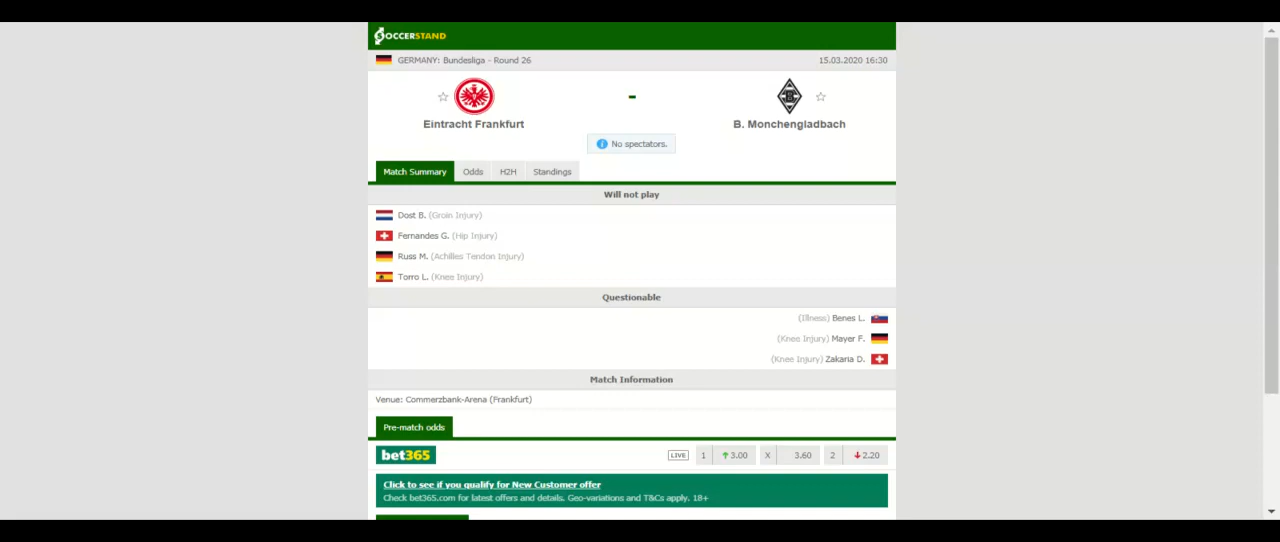 SOCCERSTAND
GERMANY: Bundesliga - Round 26 15.03.2020 16:30
-
Eintracht Frankfurt B. Monchengladbach
No spectators.
Match Summary Odds H2H Standings
Will not play
Dost B. (Groin Injury)
Fernandes G. (Hip Injury)
Russ M. (Achilles Tendon Injury)
Torro L. (Knee Injury)
Questionable
(Illness) Benes L.
(Knee Injury) Mayer F.
(Knee Injury) Zakaria D.
Match Information
Venue: Commerzbank-Arena (Frankfurt)
Pre-match odds
bet365 LIVE 1 3.00 X 3.60 2 2.20
Click to see if you qualify for New Customer offer
Check bet365.com for latest offers and details. Geo-variations and T&Cs apply. 18+